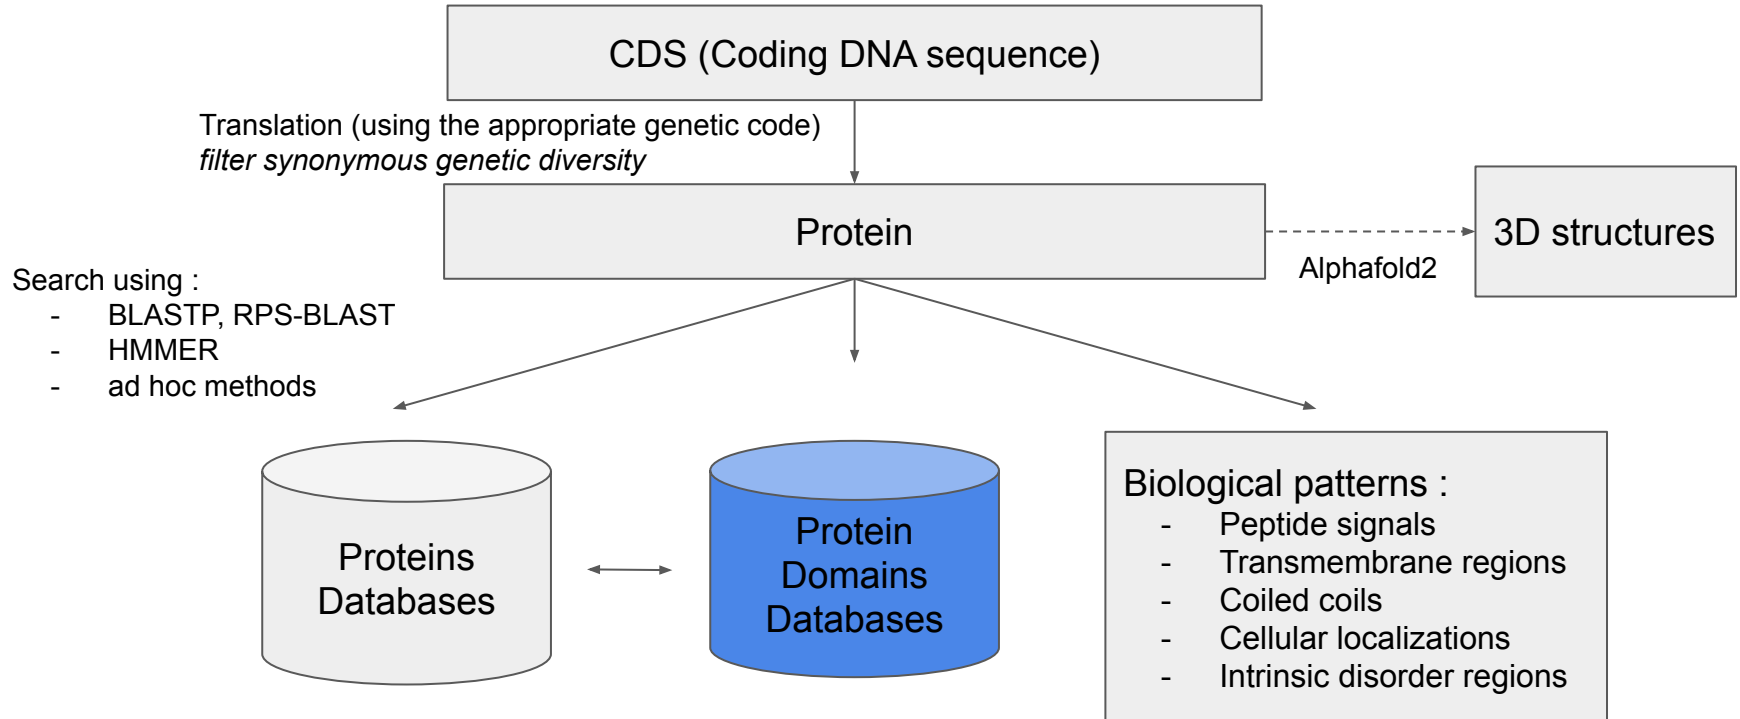 CDS (Coding DNA sequence)
Translation (using the appropriate genetic code)
filter synonymous genetic diversity
Protein
3D structures
Alphafold2
Search using :
- BLASTP, RPS-BLAST
- HMMER
- ad hoc methods
Proteins
Databases
Protein
Domains
Databases
Biological patterns :
- Peptide signals
- Transmembrane regions
- Coiled coils
- Cellular localizations
- Intrinsic disorder regions